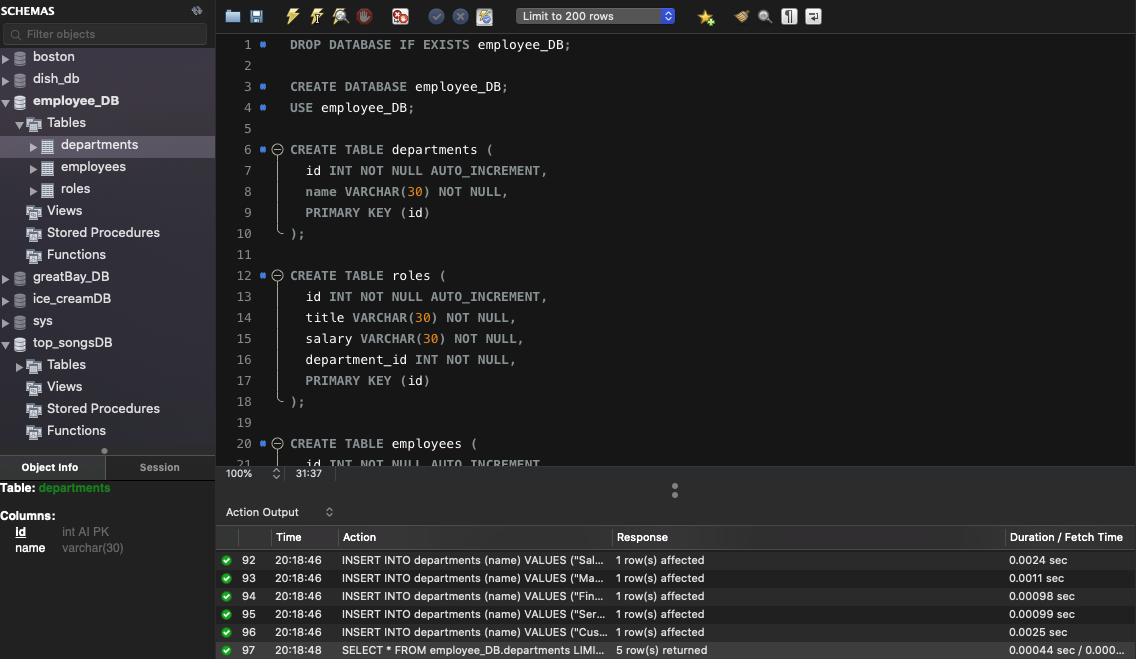 SCHEMAS
Filter objects
boston
dish_db
employee_DB
Tables
departments
employees
roles
Views
Stored Procedures
Functions
greatBay_DB
ice_creamDB
sys
top_songsDB
Tables
Views
Stored Procedures
Functions
Object Info Session
Table: departments
Columns:
id int AI PK
name varchar(30)
Limit to 200 rows
1 DROP DATABASE IF EXISTS employee_DB;
2
3 CREATE DATABASE employee_DB;
4 USE employee_DB;
5
6 CREATE TABLE departments (
7 id INT NOT NULL AUTO_INCREMENT,
8 name VARCHAR(30) NOT NULL,
9 PRIMARY KEY (id)
10 );
11
12 CREATE TABLE roles (
13 id INT NOT NULL AUTO_INCREMENT,
14 title VARCHAR(30) NOT NULL,
15 salary VARCHAR(30) NOT NULL,
16 department_id INT NOT NULL,
17 PRIMARY KEY (id)
18 );
19
20 CREATE TABLE employees (
21 id INT NOT NULL AUTO_INCREMENT
100% 31:37
Action Output
Time Action Response Duration / Fetch Time
92 20:18:46 INSERT INTO departments (name) VALUES ("Sal... 1 row(s) affected 0.0024 sec
93 20:18:46 INSERT INTO departments (name) VALUES ("Ma... 1 row(s) affected 0.0011 sec
94 20:18:46 INSERT INTO departments (name) VALUES ("Fin... 1 row(s) affected 0.00098 sec
95 20:18:46 INSERT INTO departments (name) VALUES ("Ser... 1 row(s) affected 0.00099 sec
96 20:18:46 INSERT INTO departments (name) VALUES ("Cus... 1 row(s) affected 0.0025 sec
97 20:18:48 SELECT * FROM employee_DB.departments LIMI... 5 row(s) returned 0.00044 sec / 0.000...